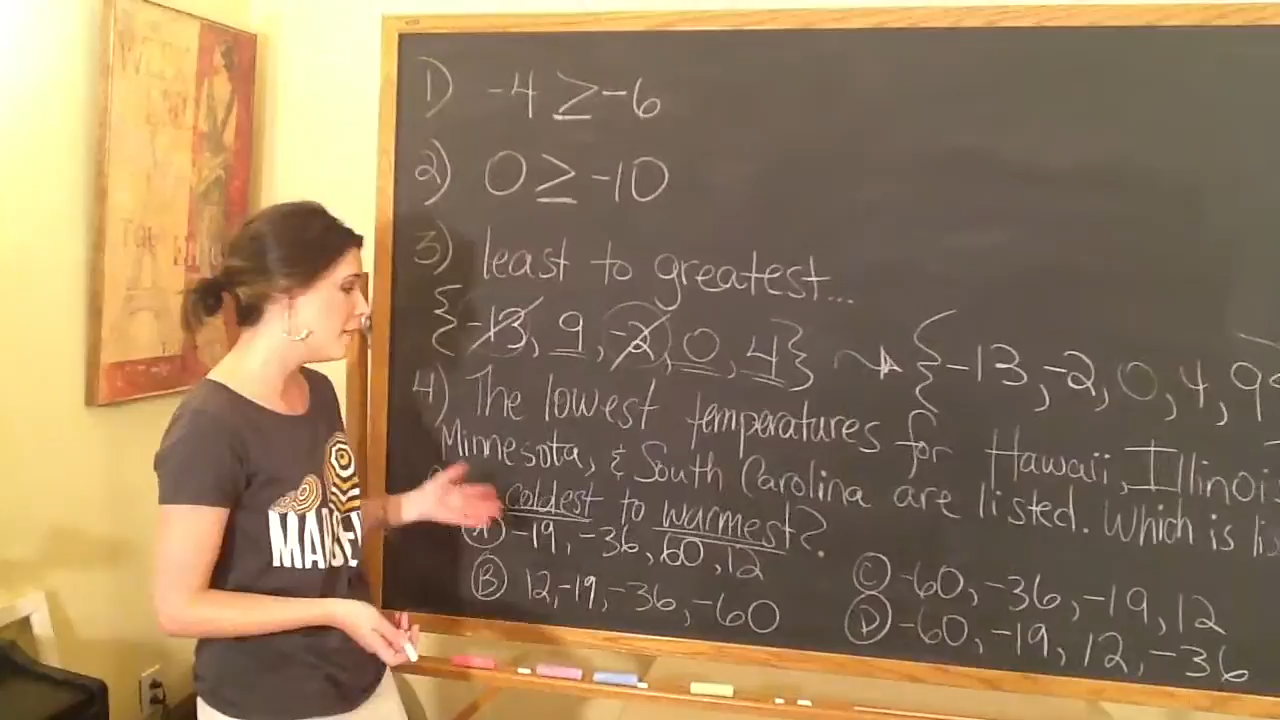 1) -4 ≥ -6
2) 0 ≥ -10
3) least to greatest...
{-13, 9, -2, 0, 4} → {-13, -2, 0, 4, 9
4) The lowest temperatures for Hawaii, Illinois
Minnesota, & South Carolina are listed. Which is
coldest to warmest?
A -19, -36, 60, 12
B 12, -19, -36, -60
C -60, -36, -19, 12
D -60, -19, 12, -36